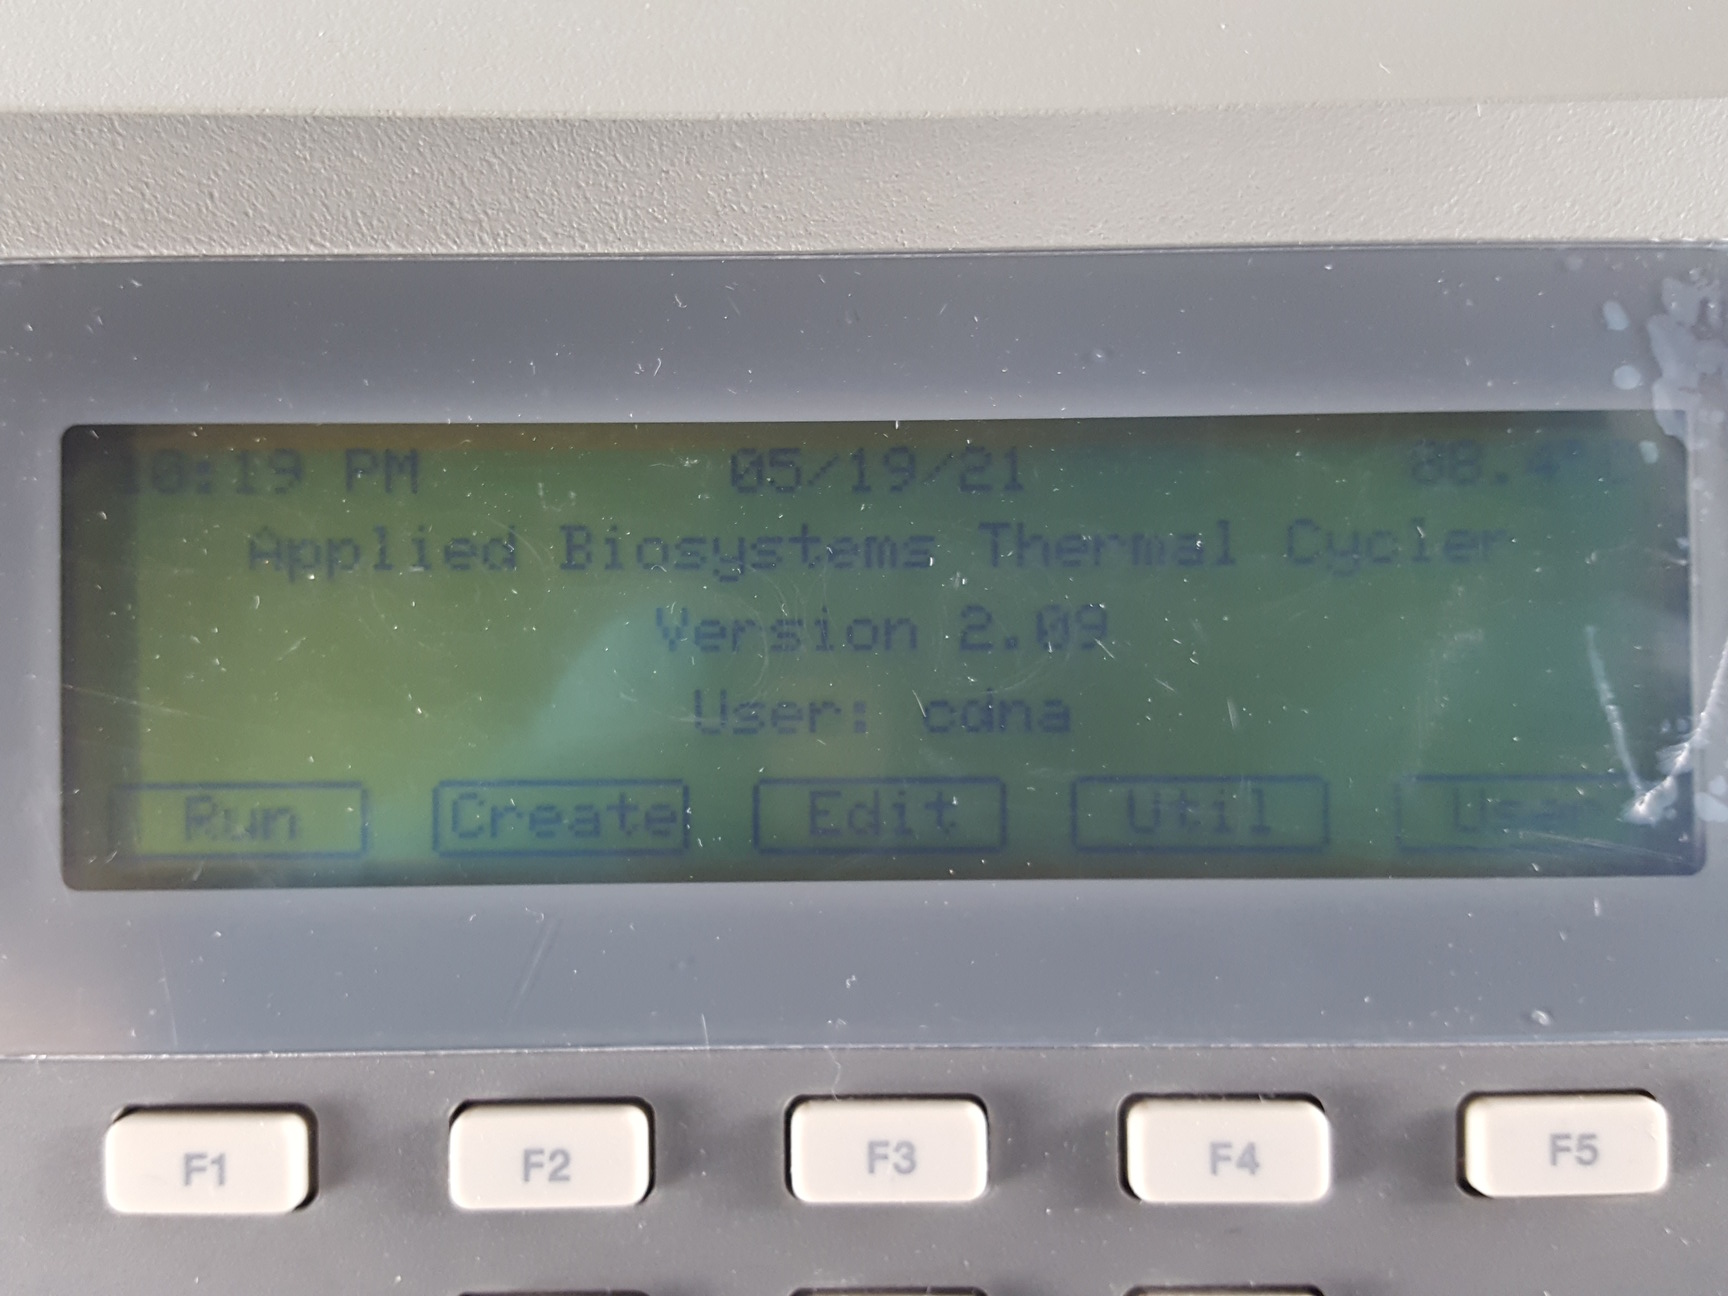 10:19 PM 05/19/21
Applied Biosystems Thermal Cycler
Version 2.09
User: cdna
Run Create Edit Util User
F1 F2 F3 F4 F5